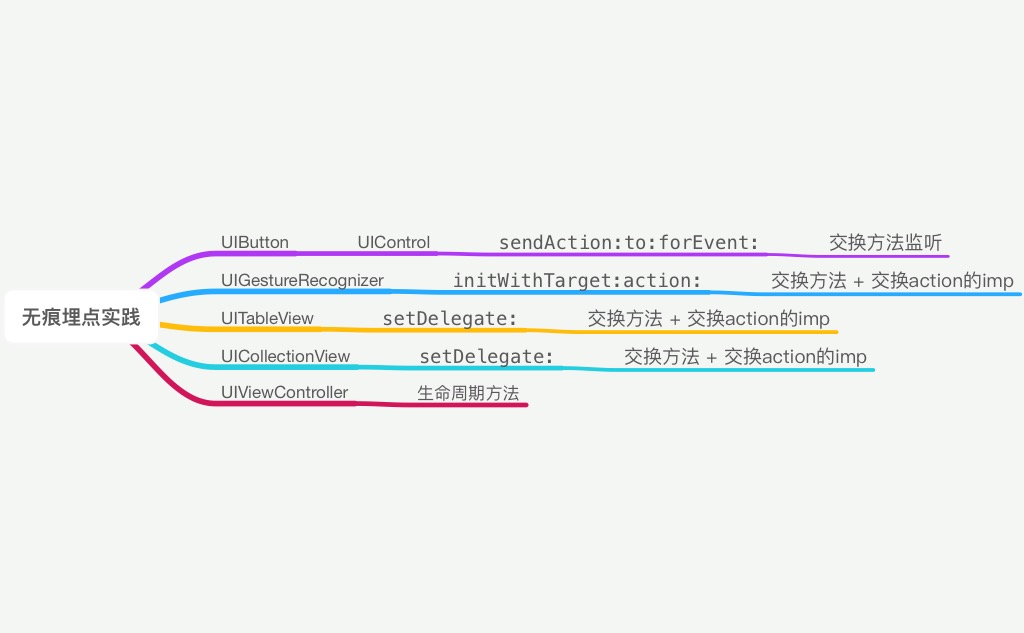 无痕埋点实践
UIButton UIControl sendAction:to:forEvent: 交换方法监听
UIGestureRecognizer initWithTarget:action: 交换方法 + 交换action的imp
UITableView setDelegate: 交换方法 + 交换action的imp
UICollectionView setDelegate: 交换方法 + 交换action的imp
UIViewController 生命周期方法